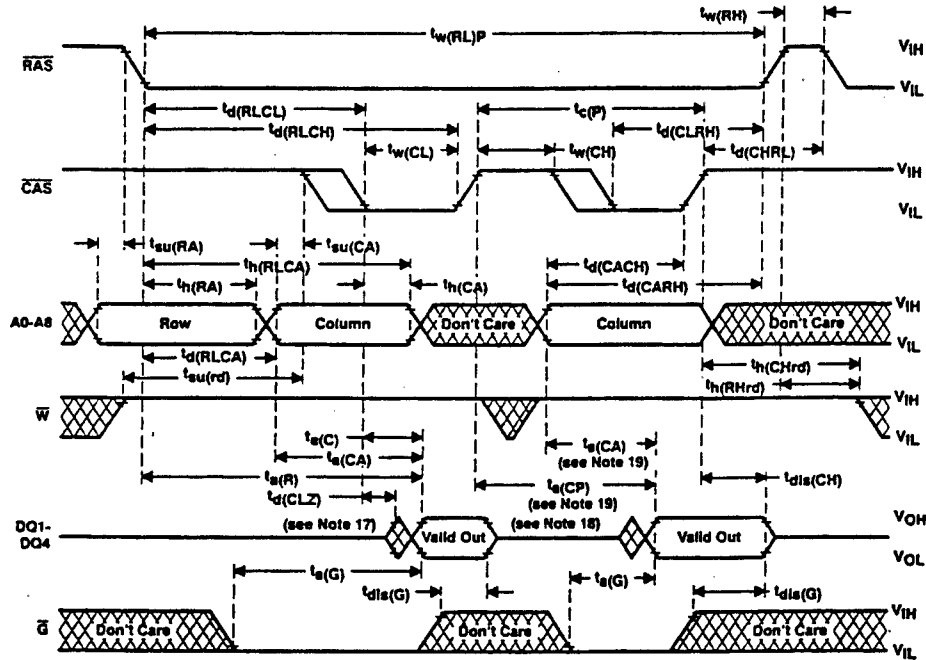 tw(RH)
tw(RL)P
VIH
RAS
VIL
td(RLCL)
tc(P)
td(RLCH)
td(CLRH)
tw(CL)
tw(CH)
td(CHRL)
VIH
CAS
VIL
tsu(RA)
tsu(CA)
th(RLCA)
td(CACH)
th(RA)
th(CA)
td(CARH)
VIH
A0-A8
Row
Column
Don't Care
Column
Don't Care
VIL
td(RLCA)
th(CHrd)
tsu(rd)
th(RHrd)
VIH
W
VIL
ta(C)
ta(CA)
(see Note 19)
ta(CA)
ta(R)
ta(CP)
tdis(CH)
td(CLZ)
(see Note 19)
(see Note 17)
(see Note 18)
VOH
DQ1-
DQ4
Valid Out
Valid Out
VOL
ta(G)
ta(G)
tdis(G)
tdis(G)
VIH
G
Don't Care
Don't Care
Don't Care
VIL